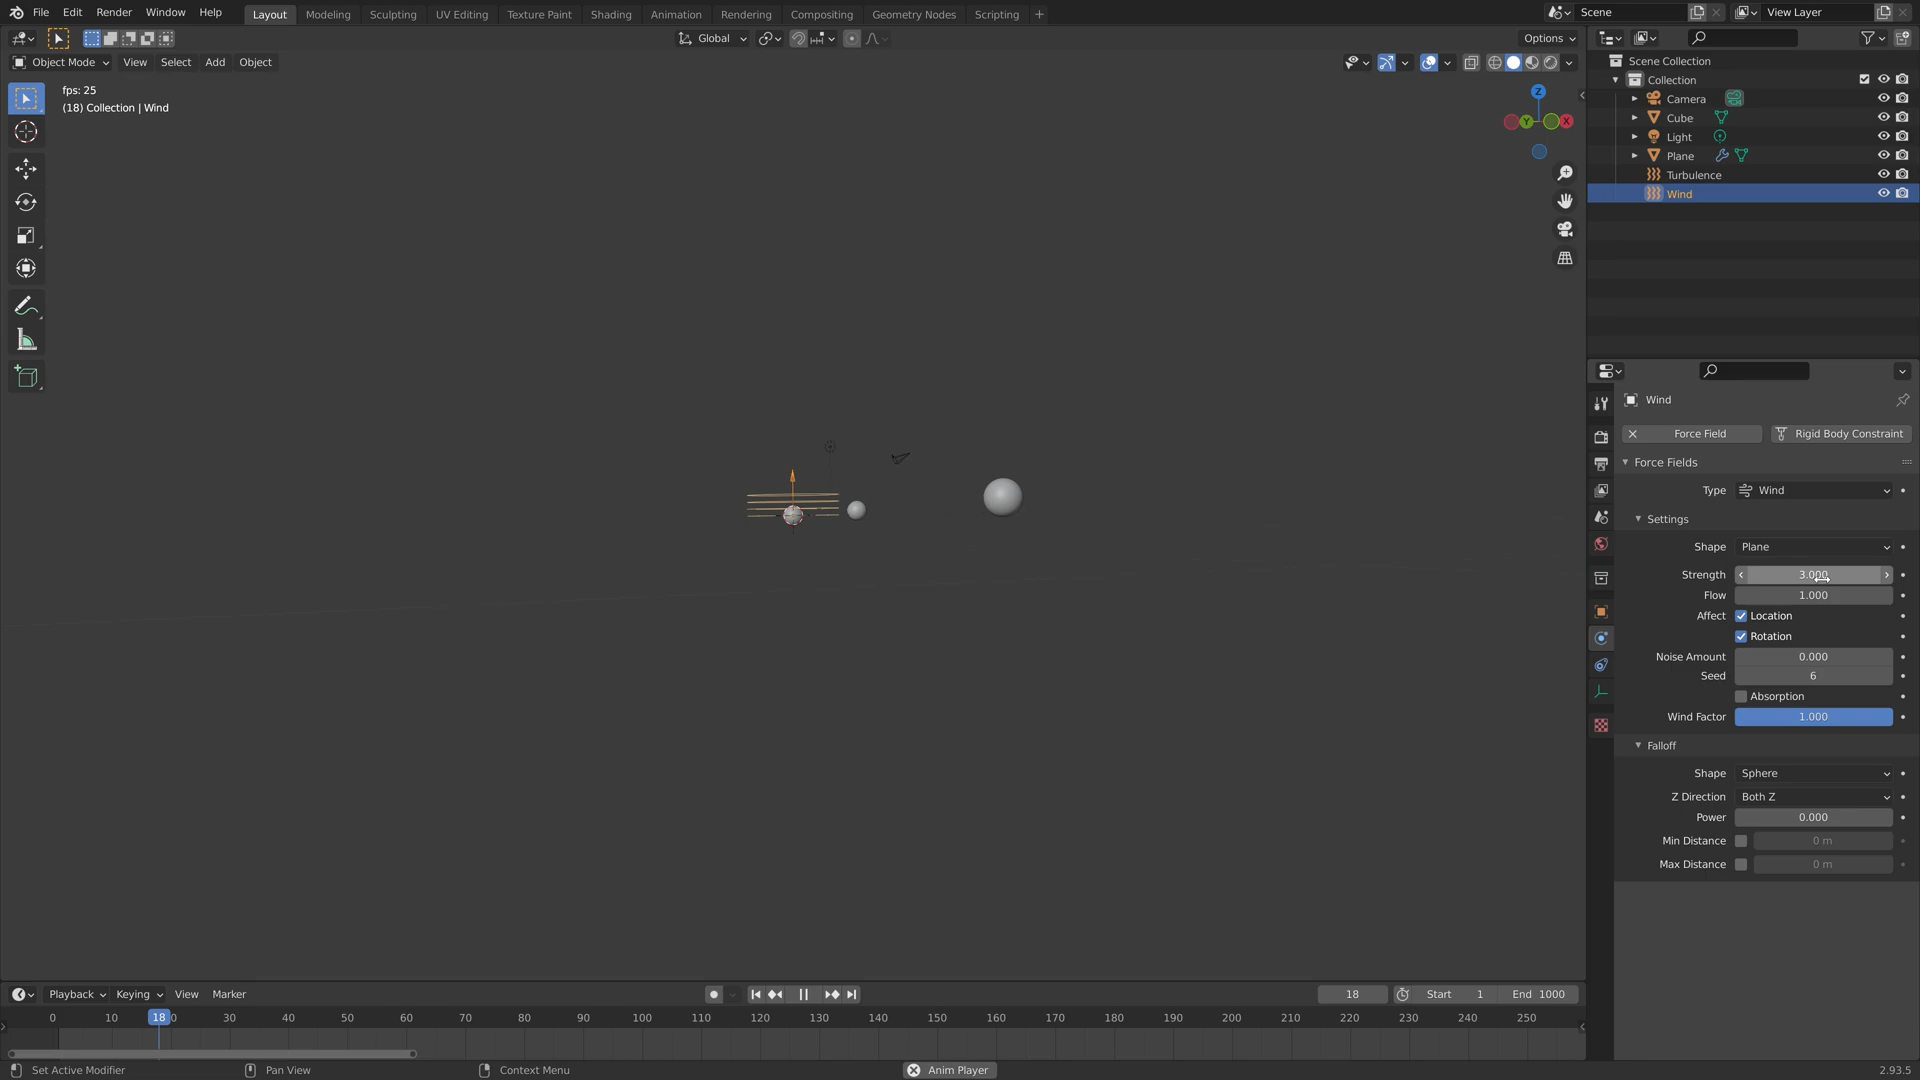 File Edit Render Window Help
Layout Modeling Sculpting UV Editing Texture Paint Shading Animation Rendering Compositing Geometry Nodes Scripting +
Scene
View Layer
Global
Options
Object Mode View Select Add Object
fps: 25
(18) Collection | Wind
Z
Y
X
Scene Collection
Collection
Camera
Cube
Light
Plane
Turbulence
Wind
Wind
Force Field
Rigid Body Constraint
Force Fields
Type Wind
Settings
Shape Plane
Strength 3.000
Flow 1.000
Affect Location
Rotation
Noise Amount 0.000
Seed 6
Absorption
Wind Factor 1.000
Falloff
Shape Sphere
Z Direction Both Z
Power 0.000
Min Distance 0 m
Max Distance 0 m
Playback Keying View Marker
18
Start 1
End 1000
0 10 18 0 30 40 50 60 70 80 90 100 110 120 130 140 150 160 170 180 190 200 210 220 230 240 250
Set Active Modifier
Pan View
Context Menu
Anim Player
2.93.5